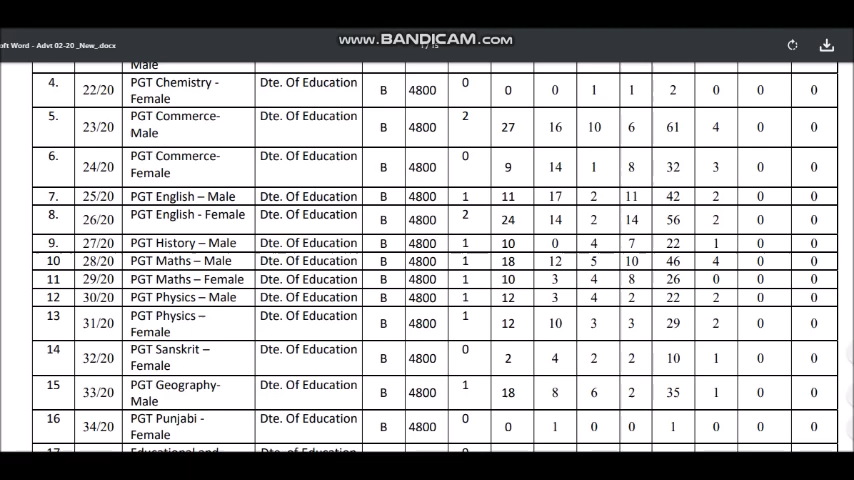 WWW.BANDICAM.COM
oft Word - Advt 02-20 _New_.docx
1 / 15
Male
4. 22/20 PGT Chemistry - Female Dte. Of Education B 4800 0 0 0 1 1 2 0 0 0
5. 23/20 PGT Commerce- Male Dte. Of Education B 4800 2 27 16 10 6 61 4 0 0
6. 24/20 PGT Commerce- Female Dte. Of Education B 4800 0 9 14 1 8 32 3 0 0
7. 25/20 PGT English – Male Dte. Of Education B 4800 1 11 17 2 11 42 2 0 0
8. 26/20 PGT English - Female Dte. Of Education B 4800 2 24 14 2 14 56 2 0 0
9. 27/20 PGT History – Male Dte. Of Education B 4800 1 10 0 4 7 22 1 0 0
10 28/20 PGT Maths – Male Dte. Of Education B 4800 1 18 12 5 10 46 4 0 0
11 29/20 PGT Maths – Female Dte. Of Education B 4800 1 10 3 4 8 26 0 0 0
12 30/20 PGT Physics – Male Dte. Of Education B 4800 1 12 3 4 2 22 2 0 0
13 31/20 PGT Physics – Female Dte. Of Education B 4800 1 12 10 3 3 29 2 0 0
14 32/20 PGT Sanskrit – Female Dte. Of Education B 4800 0 2 4 2 2 10 1 0 0
15 33/20 PGT Geography- Male Dte. Of Education B 4800 1 18 8 6 2 35 1 0 0
16 34/20 PGT Punjabi - Female Dte. Of Education B 4800 0 0 1 0 0 1 0 0 0
17 Educational and Dte. of Education 0